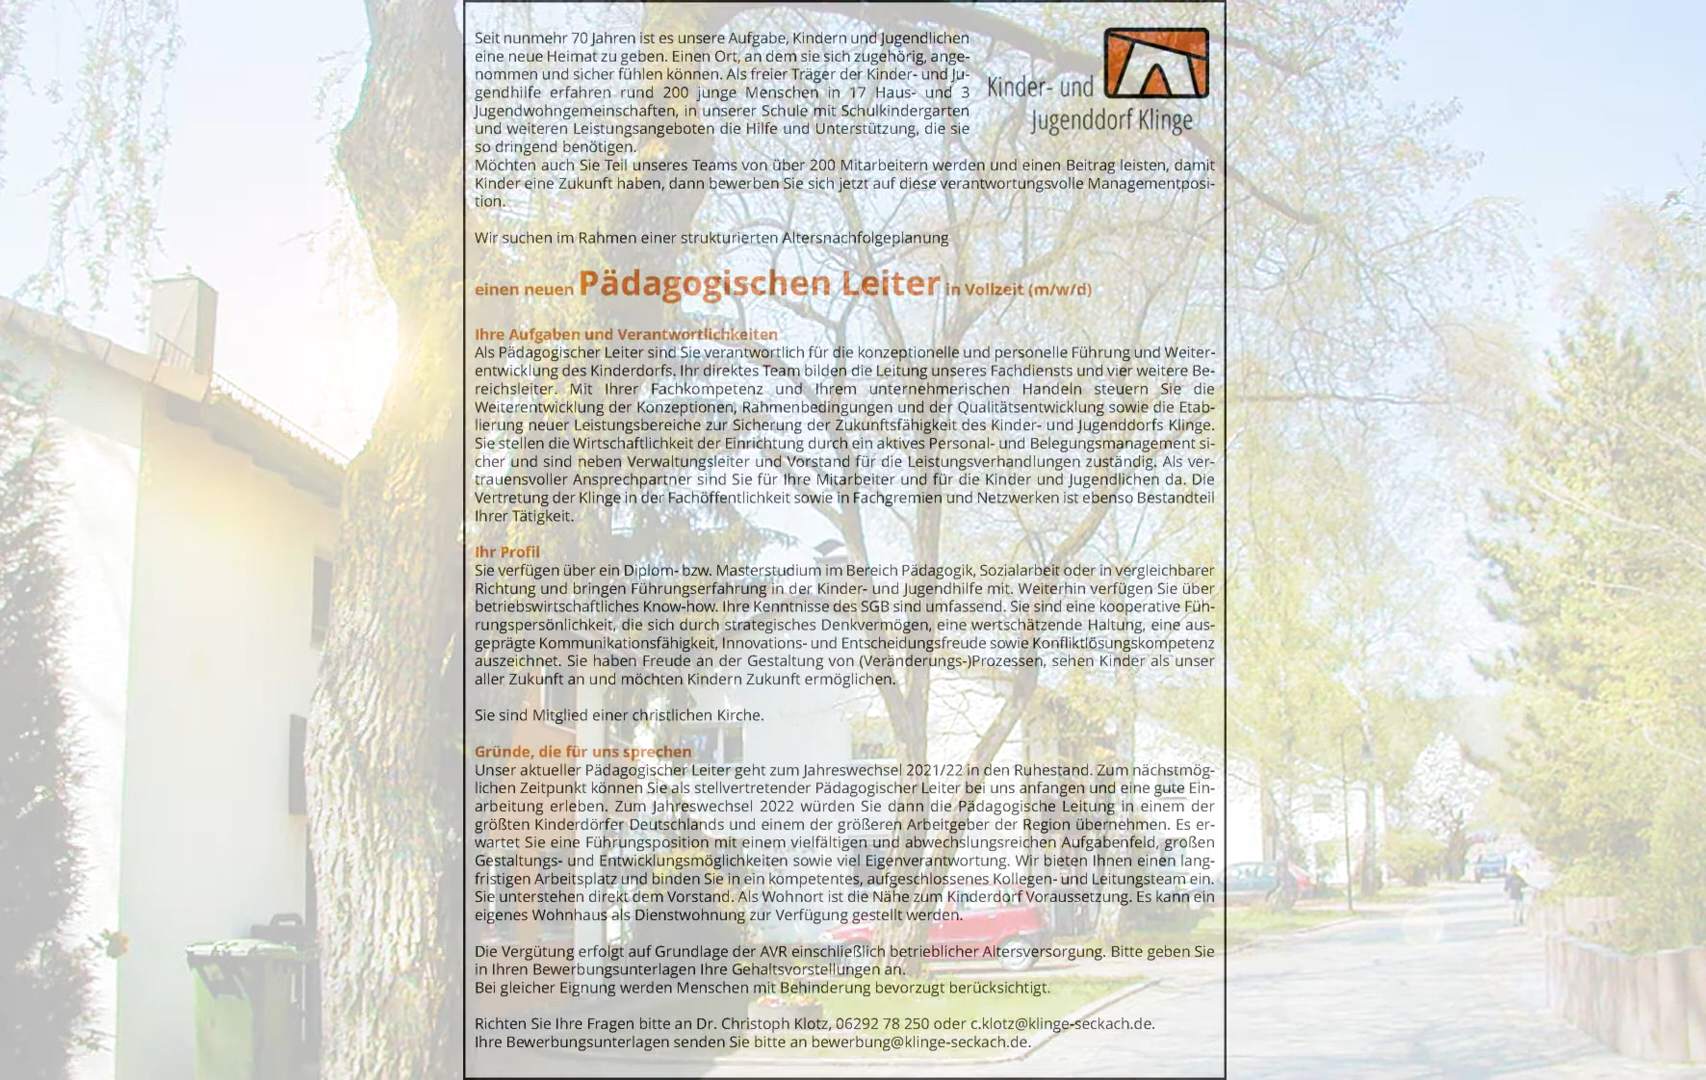 Seit nunmehr 70 Jahren ist es unsere Aufgabe, Kindern und Jugendlichen
eine neue Heimat zu geben. Einen Ort, an dem sie sich zugehörig, ange-
nommen und sicher fühlen können. Als freier Träger der Kinder- und Ju-
gendhilfe erfahren rund 200 junge Menschen in 17 Haus- und 3
Jugendwohngemeinschaften, in unserer Schule mit Schulkindergarten
und weiteren Leistungsangeboten die Hilfe und Unterstützung, die sie
so dringend benötigen.
Kinder- und
Jugenddorf Klinge
Möchten auch Sie Teil unseres Teams von über 200 Mitarbeitern werden und einen Beitrag leisten, damit
Kinder eine Zukunft haben, dann bewerben Sie sich jetzt auf diese verantwortungsvolle Managementposi-
tion.
Wir suchen im Rahmen einer strukturierten Altersnachfolgeplanung
einen neuen Pädagogischen Leiter in Vollzeit (m/w/d)
Ihre Aufgaben und Verantwortlichkeiten
Als Pädagogischer Leiter sind Sie verantwortlich für die konzeptionelle und personelle Führung und Weiter-
entwicklung des Kinderdorfs. Ihr direktes Team bilden die Leitung unseres Fachdiensts und vier weitere Be-
reichsleiter. Mit Ihrer Fachkompetenz und Ihrem unternehmerischen Handeln steuern Sie die
Weiterentwicklung der Konzeptionen, Rahmenbedingungen und der Qualitätsentwicklung sowie die Etab-
lierung neuer Leistungsbereiche zur Sicherung der Zukunftsfähigkeit des Kinder- und Jugenddorfs Klinge.
Sie stellen die Wirtschaftlichkeit der Einrichtung durch ein aktives Personal- und Belegungsmanagement si-
cher und sind neben Verwaltungsleiter und Vorstand für die Leistungsverhandlungen zuständig. Als ver-
trauensvoller Ansprechpartner sind Sie für Ihre Mitarbeiter und für die Kinder und Jugendlichen da. Die
Vertretung der Klinge in der Fachöffentlichkeit sowie in Fachgremien und Netzwerken ist ebenso Bestandteil
Ihrer Tätigkeit.
Ihr Profil
Sie verfügen über ein Diplom- bzw. Masterstudium im Bereich Pädagogik, Sozialarbeit oder in vergleichbarer
Richtung und bringen Führungserfahrung in der Kinder- und Jugendhilfe mit. Weiterhin verfügen Sie über
betriebswirtschaftliches Know-how. Ihre Kenntnisse des SGB sind umfassend. Sie sind eine kooperative Füh-
rungspersönlichkeit, die sich durch strategisches Denkvermögen, eine wertschätzende Haltung, eine aus-
geprägte Kommunikationsfähigkeit, Innovations- und Entscheidungsfreude sowie Konfliktlösungskompetenz
auszeichnet. Sie haben Freude an der Gestaltung von (Veränderungs-)Prozessen, sehen Kinder als unser
aller Zukunft an und möchten Kindern Zukunft ermöglichen.
Sie sind Mitglied einer christlichen Kirche.
Gründe, die für uns sprechen
Unser aktueller Pädagogischer Leiter geht zum Jahreswechsel 2021/22 in den Ruhestand. Zum nächstmög-
lichen Zeitpunkt können Sie als stellvertretender Pädagogischer Leiter bei uns anfangen und eine gute Ein-
arbeitung erleben. Zum Jahreswechsel 2022 würden Sie dann die Pädagogische Leitung in einem der
größten Kinderdörfer Deutschlands und einem der größeren Arbeitgeber der Region übernehmen. Es er-
wartet Sie eine Führungsposition mit einem vielfältigen und abwechslungsreichen Aufgabenfeld, großen
Gestaltungs- und Entwicklungsmöglichkeiten sowie viel Eigenverantwortung. Wir bieten Ihnen einen lang-
fristigen Arbeitsplatz und binden Sie in ein kompetentes, aufgeschlossenes Kollegen- und Leitungsteam ein.
Sie unterstehen direkt dem Vorstand. Als Wohnort ist die Nähe zum Kinderdorf Voraussetzung. Es kann ein
eigenes Wohnhaus als Dienstwohnung zur Verfügung gestellt werden.
Die Vergütung erfolgt auf Grundlage der AVR einschließlich betrieblicher Altersversorgung. Bitte geben Sie
in Ihren Bewerbungsunterlagen Ihre Gehaltsvorstellungen an.
Bei gleicher Eignung werden Menschen mit Behinderung bevorzugt berücksichtigt.
Richten Sie Ihre Fragen bitte an Dr. Christoph Klotz, 06292 78 250 oder c.klotz@klinge-seckach.de.
Ihre Bewerbungsunterlagen senden Sie bitte an bewerbung@klinge-seckach.de.